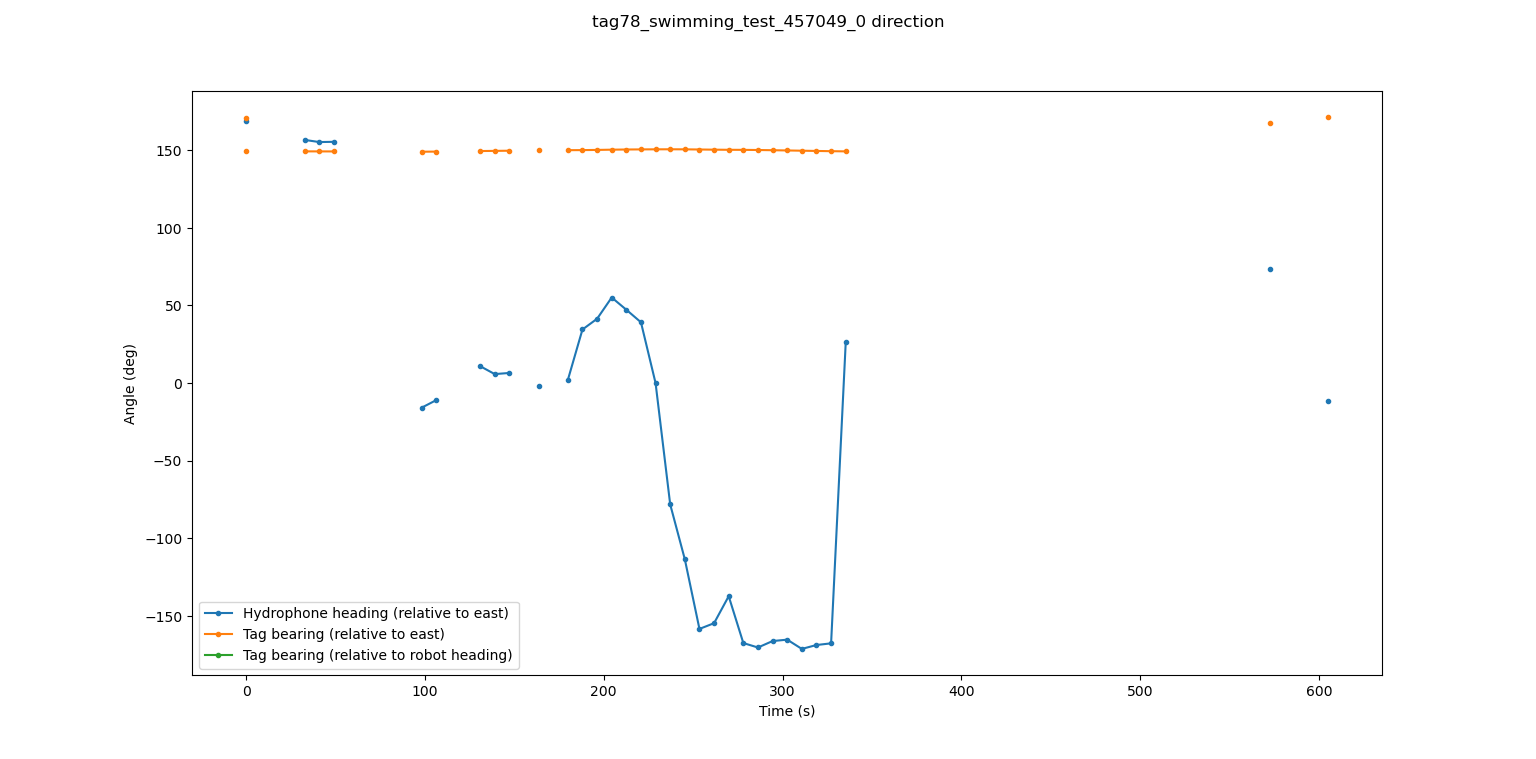 tag78_swimming_test_457049_0 direction
150
100
50
0
−50
−100
−150
Angle (deg)
Hydrophone heading (relative to east)
Tag bearing (relative to east)
Tag bearing (relative to robot heading)
0 100 200 300 400 500 600
Time (s)